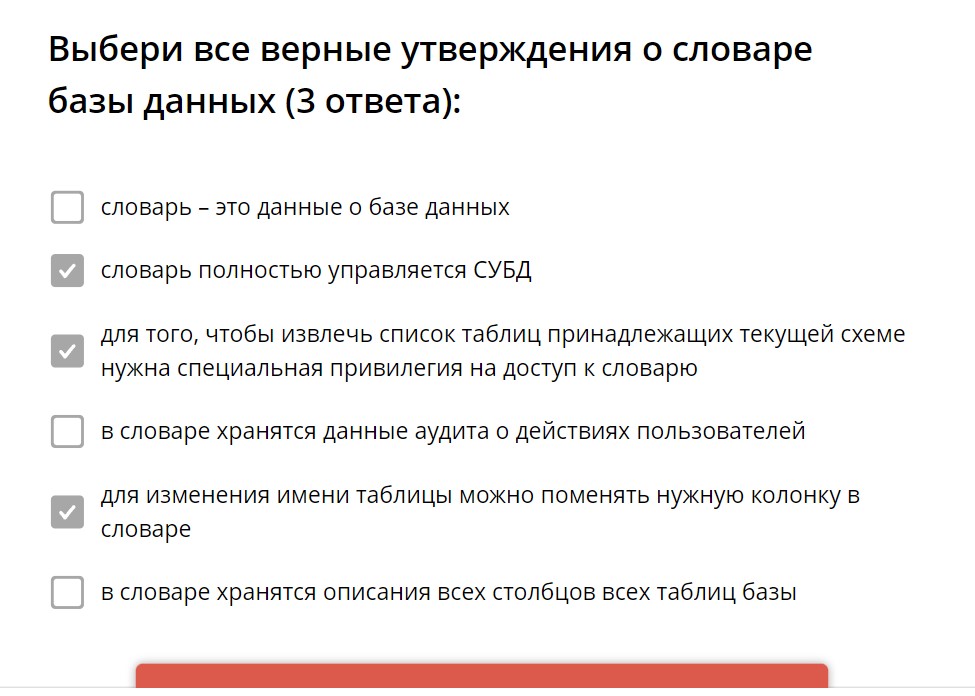 Выбери все верные утверждения о словаре
базы данных (3 ответа):
словарь – это данные о базе данных
словарь полностью управляется СУБД
для того, чтобы извлечь список таблиц принадлежащих текущей схеме
нужна специальная привилегия на доступ к словарю
в словаре хранятся данные аудита о действиях пользователей
для изменения имени таблицы можно поменять нужную колонку в
словаре
в словаре хранятся описания всех столбцов всех таблиц базы